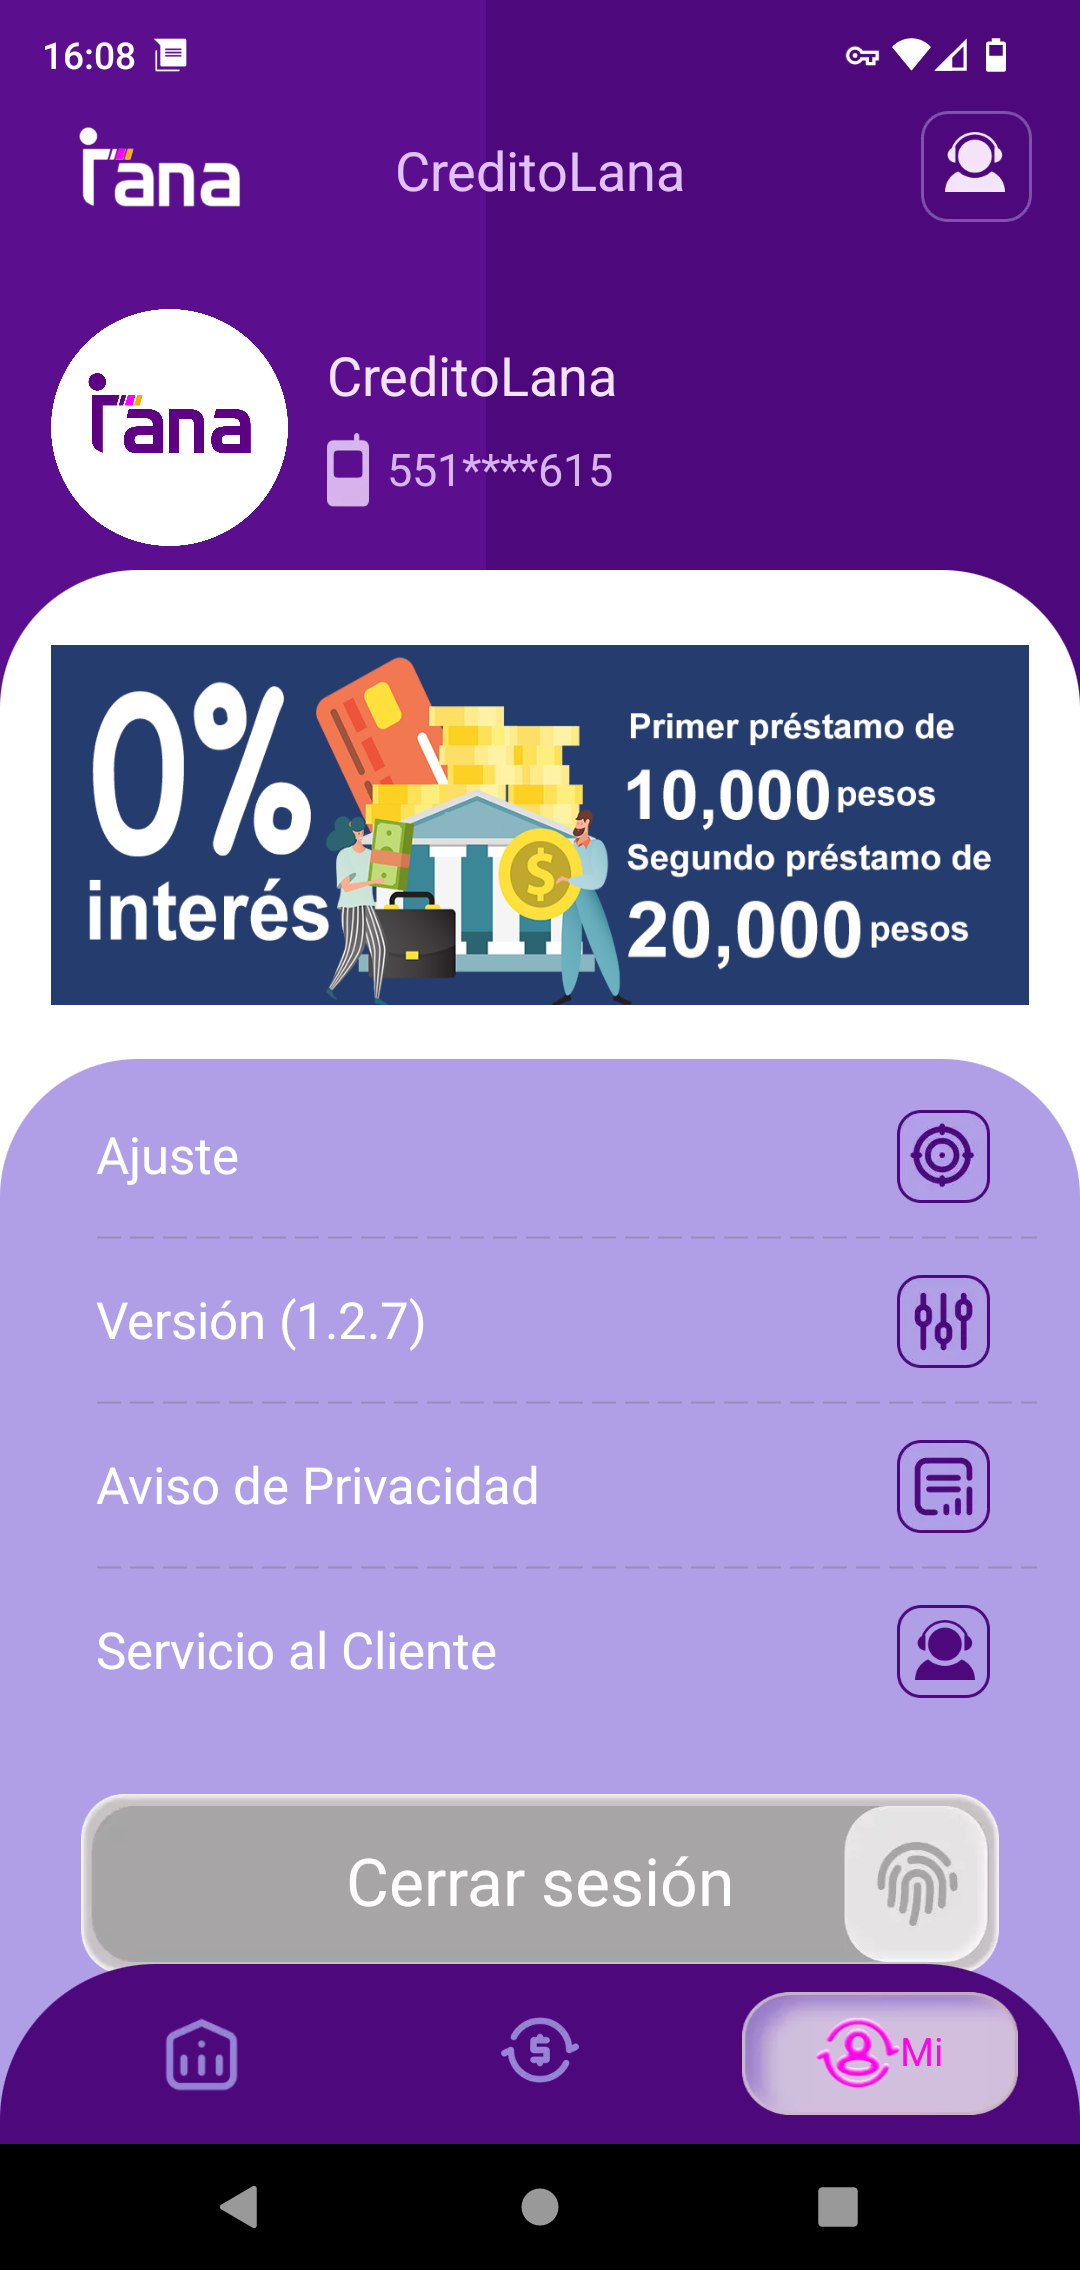 16:08
lana
CreditoLana
lana
CreditoLana
551****615
0%
interés
Primer préstamo de
10,000 pesos
Segundo préstamo de
20,000 pesos
Ajuste
Versión (1.2.7)
Aviso de Privacidad
Servicio al Cliente
Cerrar sesión
Mi